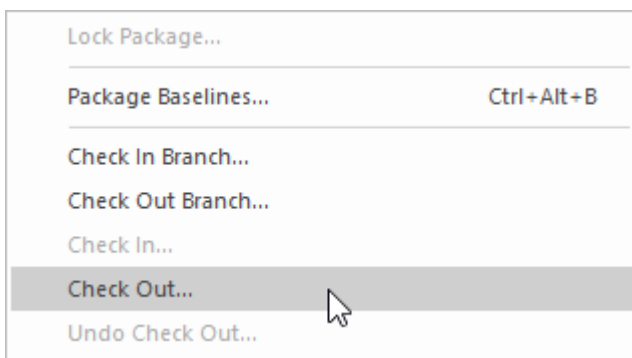 Lock Package...
Package Baselines... Ctrl+Alt+B
Check In Branch...
Check Out Branch...
Check In...
Check Out...
Undo Check Out...